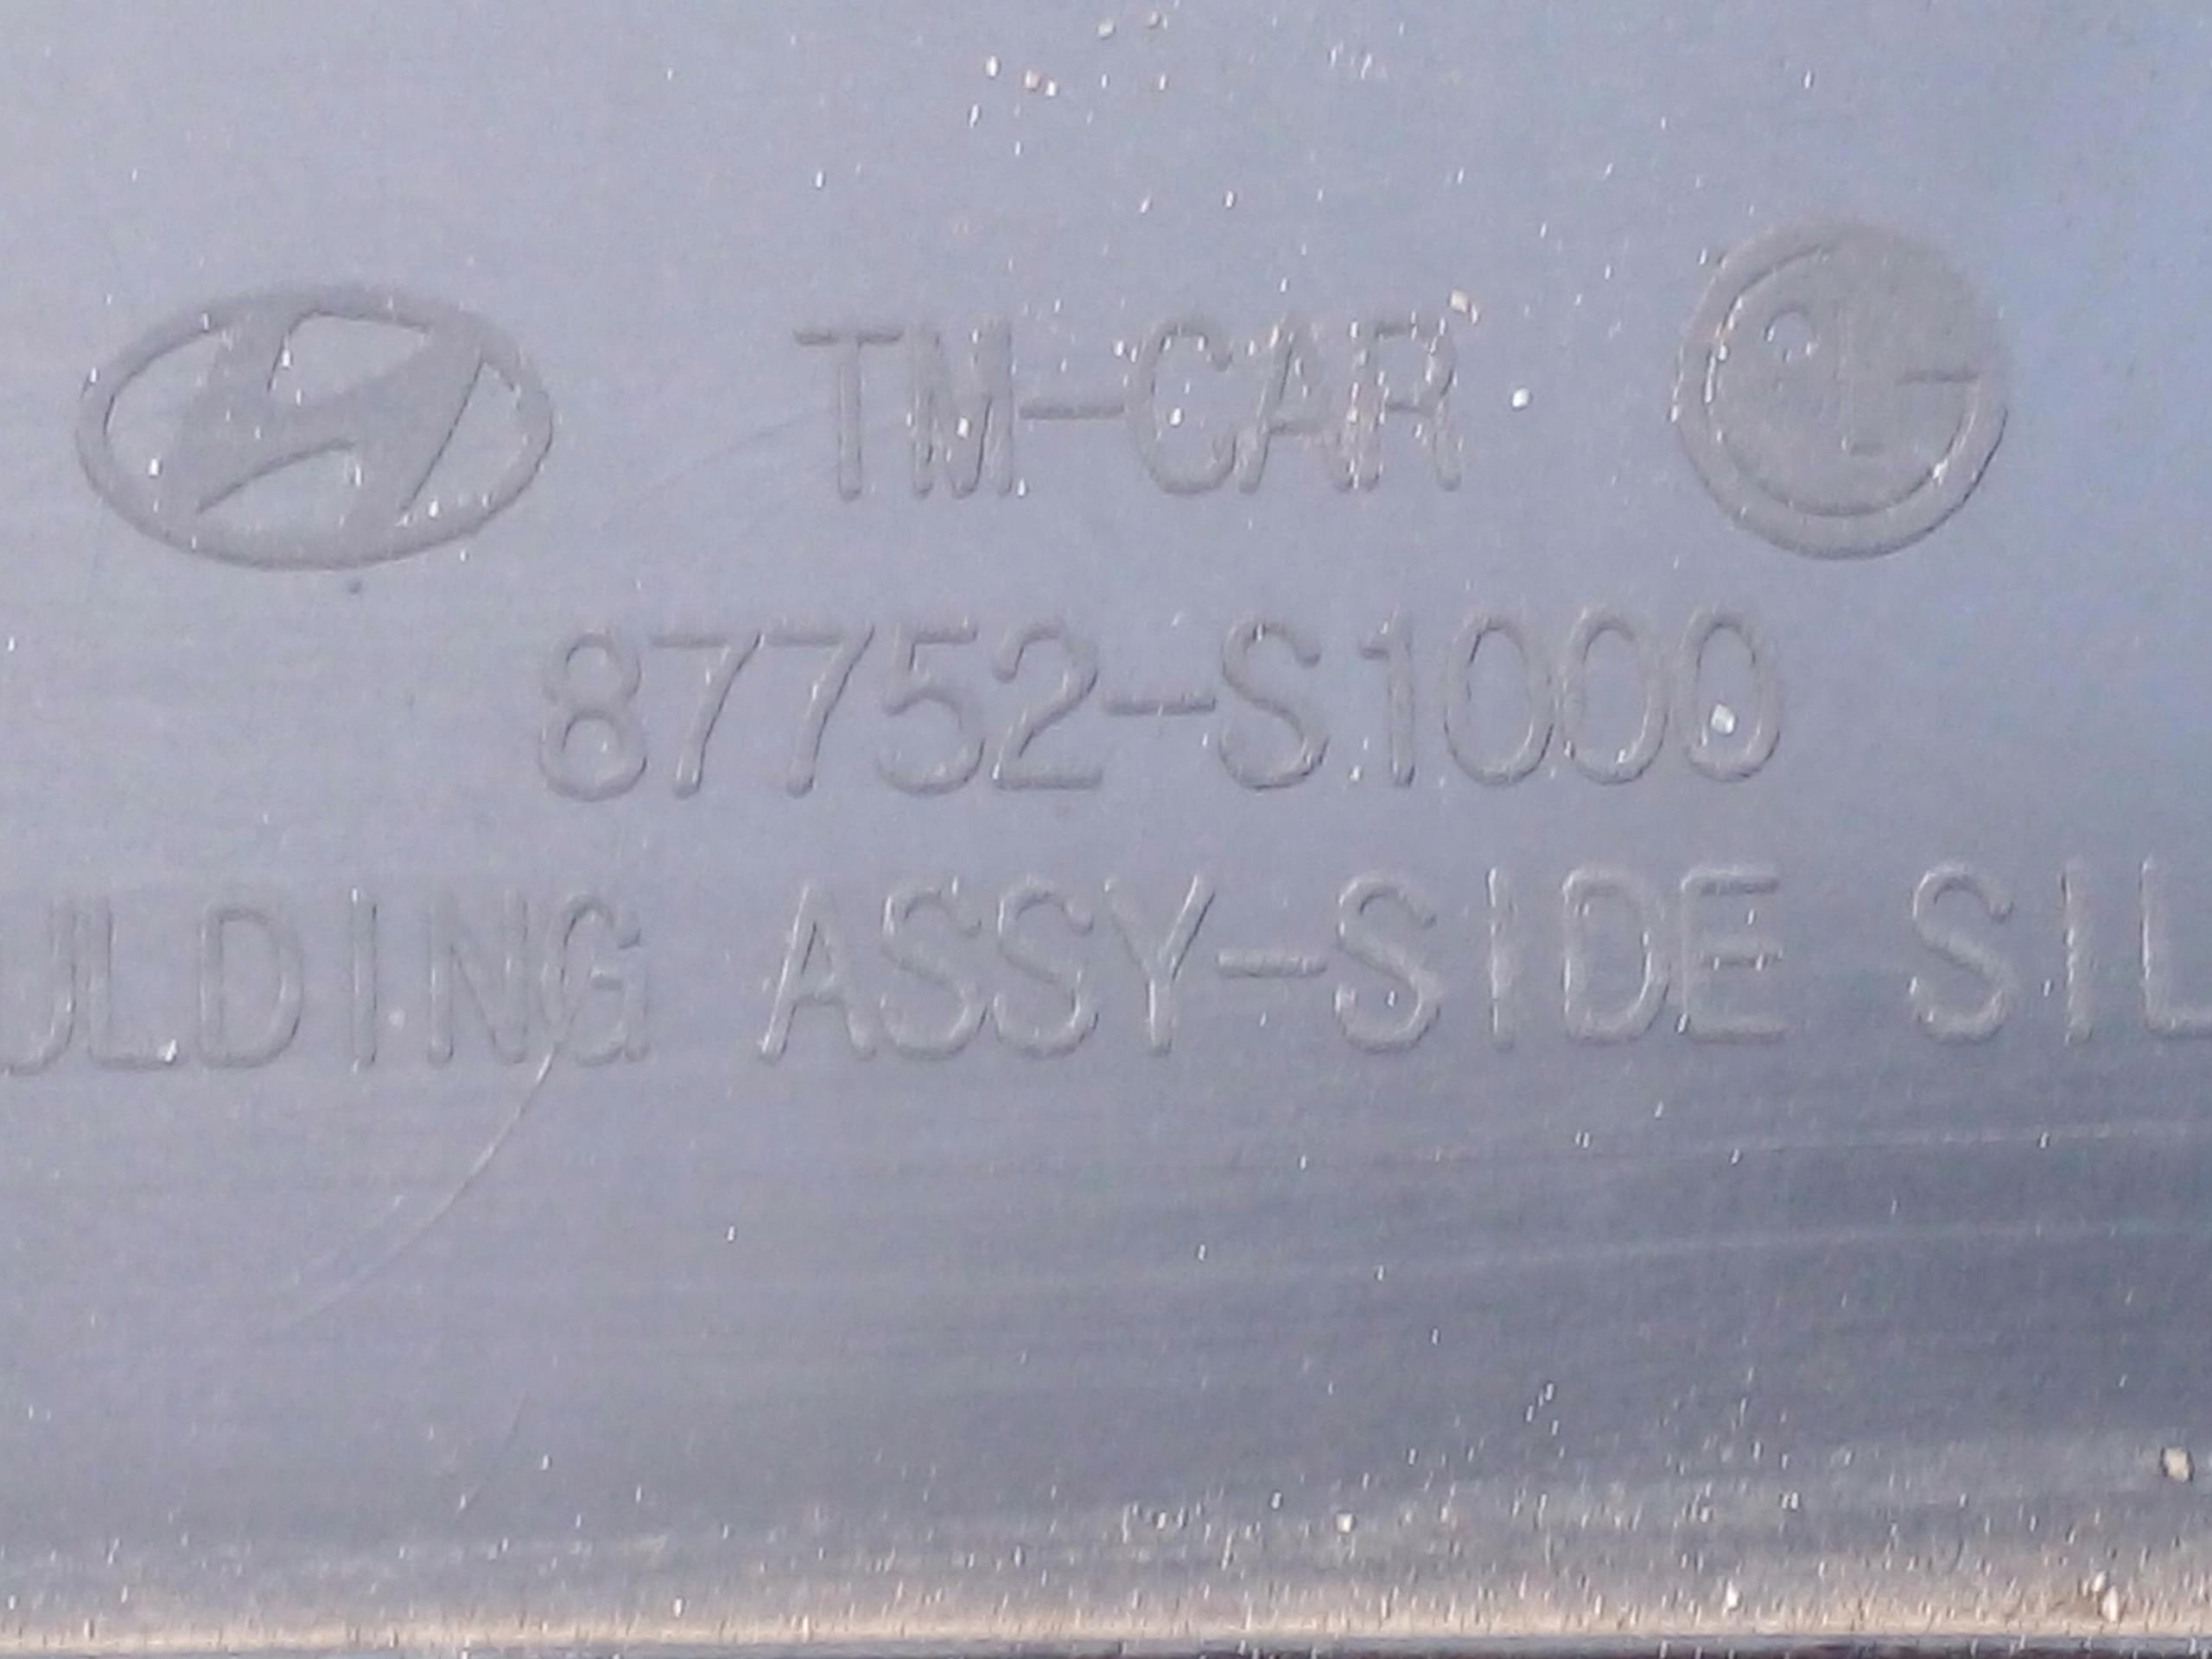 TM-CAR
87752-S1000
ULDING ASSY-SIDE SIL